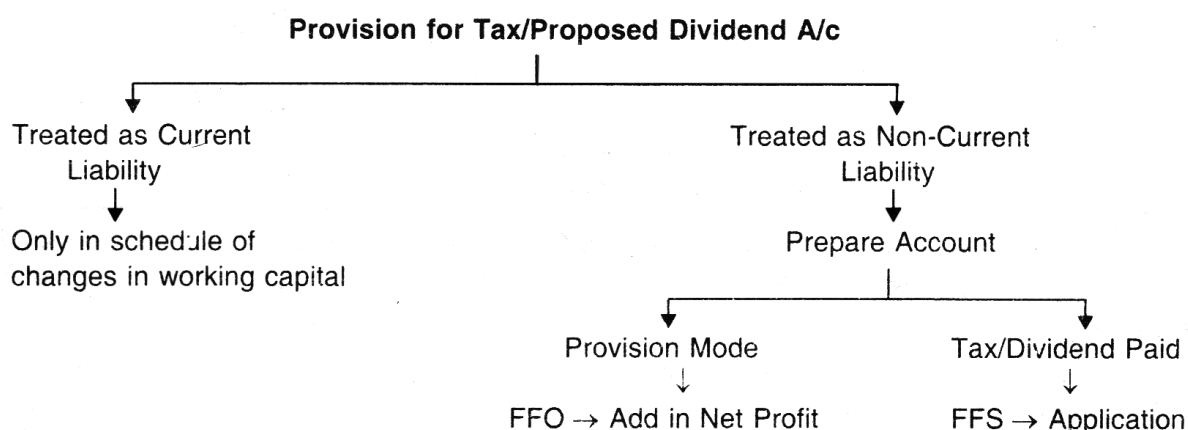 Provision for Tax/Proposed Dividend A/c
Treated as Current
Liability
Treated as Non-Current
Liability
Only in schedule of
changes in working capital
Prepare Account
Provision Mode
Tax/Dividend Paid
FFO → Add in Net Profit
FFS → Application